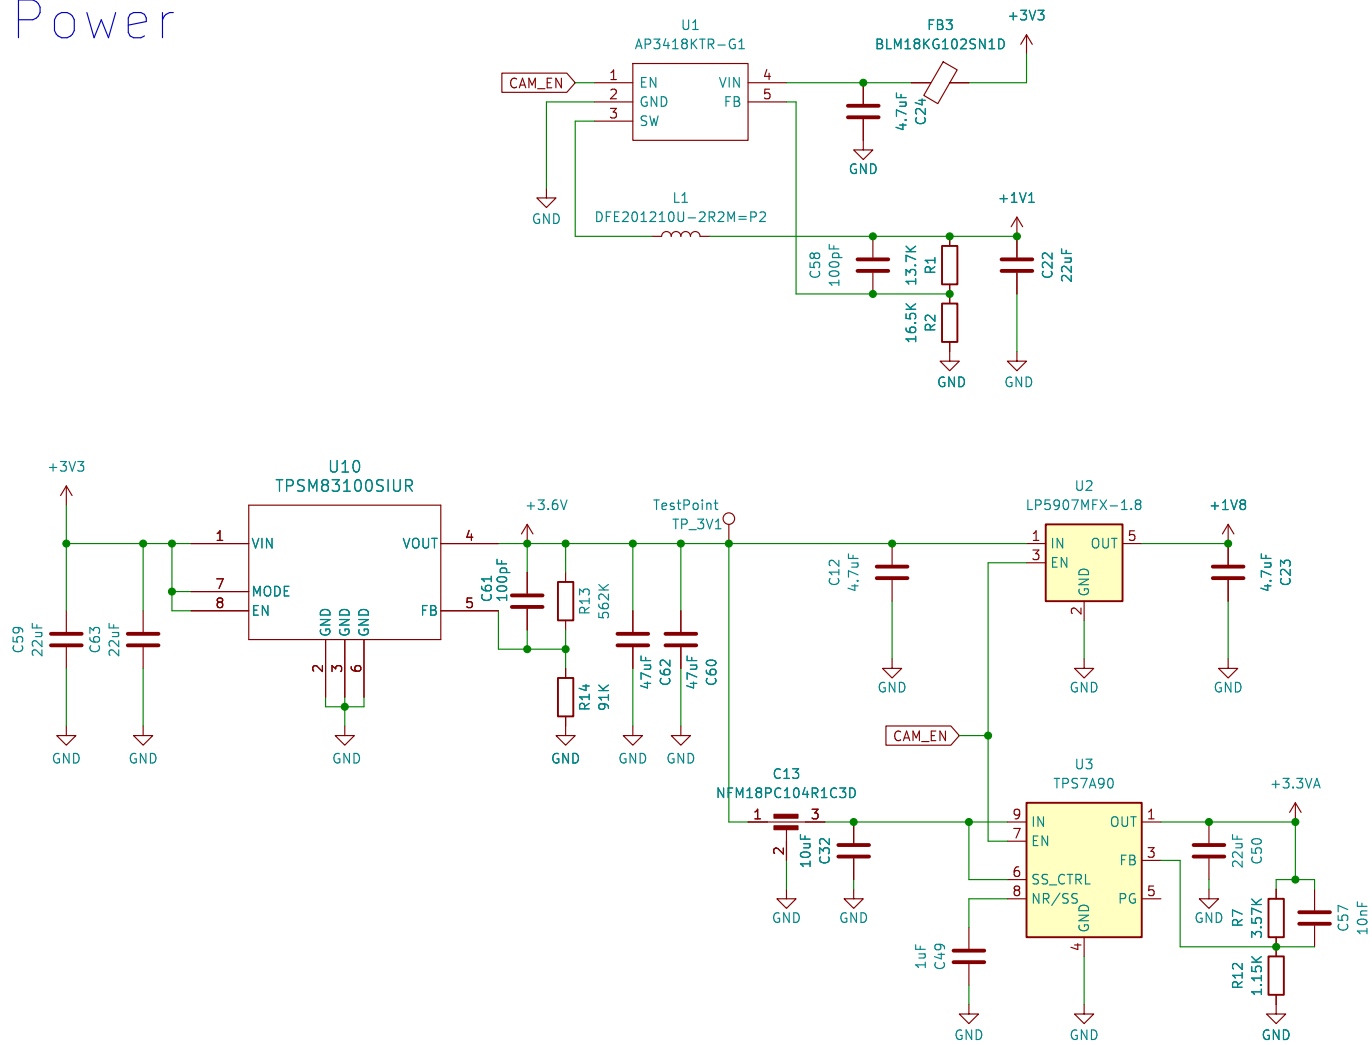 Power
U1
AP3418KTR-G1
CAM_EN
1 EN
2 GND
3 SW
VIN 4
FB 5
FB3
BLM18KG102SN1D
+3V3
4.7uF
C24
GND
GND
L1
DFE201210U-2R2M=P2
+1V1
C58
100pF
13.7K
R1
C22
22uF
16.5K
R2
GND
GND
+3V3
U10
TPSM83100SIUR
1 VIN
7 MODE
8 EN
VOUT 4
FB 5
GND GND GND
2 3 6
C59
22uF
C63
22uF
GND
GND
GND
+3.6V
C61
100pF
R13
562K
R14
91K
GND
47uF
C62
47uF
C60
GND
GND
TestPoint
TP_3V1
C12
4.7uF
GND
U2
LP5907MFX-1.8
1 IN
3 EN
OUT 5
GND
2
GND
+1V8
4.7uF
C23
GND
CAM_EN
C13
NFM18PC104R1C3D
1 3
2
GND
10uF
C32
GND
U3
TPS7A90
9 IN
7 EN
6 SS_CTRL
8 NR/SS
OUT 1
FB 3
PG 5
GND
4
GND
1uF
C49
GND
+3.3VA
22uF
C50
GND
R7
3.57K
C57
10nF
R12
1.15K
GND